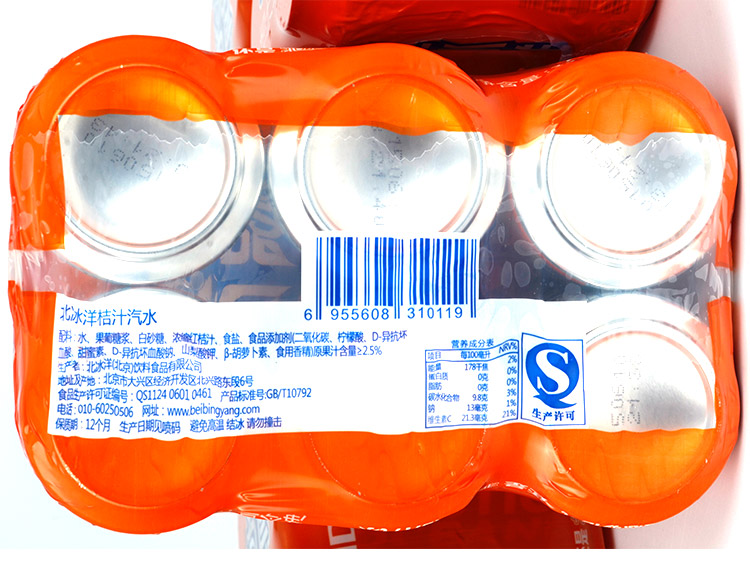 6 955608 310119
北冰洋桔汁汽水
配料：水、果葡糖浆、白砂糖、浓缩红桔汁、食盐、食品添加剂(二氧化碳、柠檬酸、D-异抗坏
血酸、甜蜜素、D-异抗坏血酸钠、山梨酸钾、β-胡萝卜素、食用香精)原果汁含量≥2.5%
生产者：北冰洋(北京)饮料食品有限公司
地址及产地：北京市大兴区经济开发区北兴路东段6号
食品生产许可证编号：QS1124 0601 0461 产品标准号:GB/T10792
电话：010-60250506 网址：www.beibingyang.com
保质期：12个月 生产日期见喷码 避免高温 结冰 请勿撞击
营养成分表
项目 每100毫升 NRV%
能量 178千焦 2%
蛋白质 0克 0%
脂肪 0克 0%
碳水化合物 9.8克 3%
钠 13毫克 1%
维生素C 21.3毫克 21%
生产许可